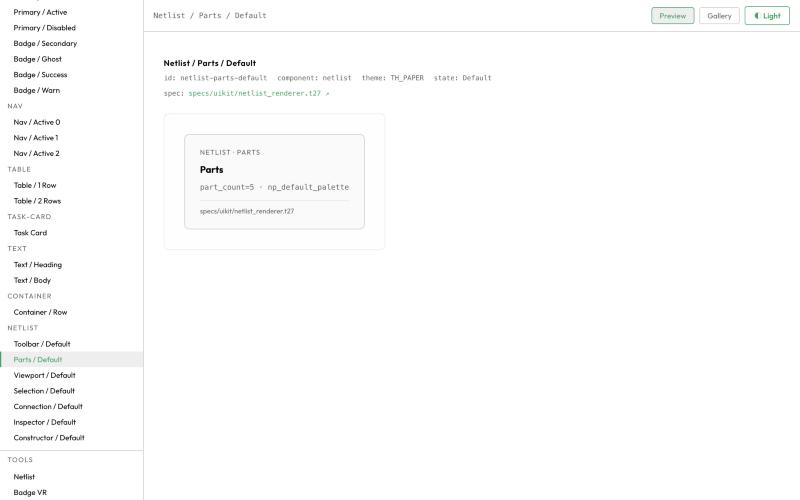 Primary / Active
Primary / Disabled
Badge / Secondary
Badge / Ghost
Badge / Success
Badge / Warn
NAV
Nav / Active 0
Nav / Active 1
Nav / Active 2
TABLE
Table / 1 Row
Table / 2 Rows
TASK-CARD
Task Card
TEXT
Text / Heading
Text / Body
CONTAINER
Container / Row
NETLIST
Toolbar / Default
Parts / Default
Viewport / Default
Selection / Default
Connection / Default
Inspector / Default
Constructor / Default
TOOLS
Netlist
Badge VR
Netlist / Parts / Default
Preview
Gallery
Light
Netlist / Parts / Default
id: netlist-parts-default component: netlist theme: TH_PAPER state: Default
spec: specs/uikit/netlist_renderer.t27 ↗
NETLIST · PARTS
Parts
part_count=5 · np_default_palette
specs/uikit/netlist_renderer.t27